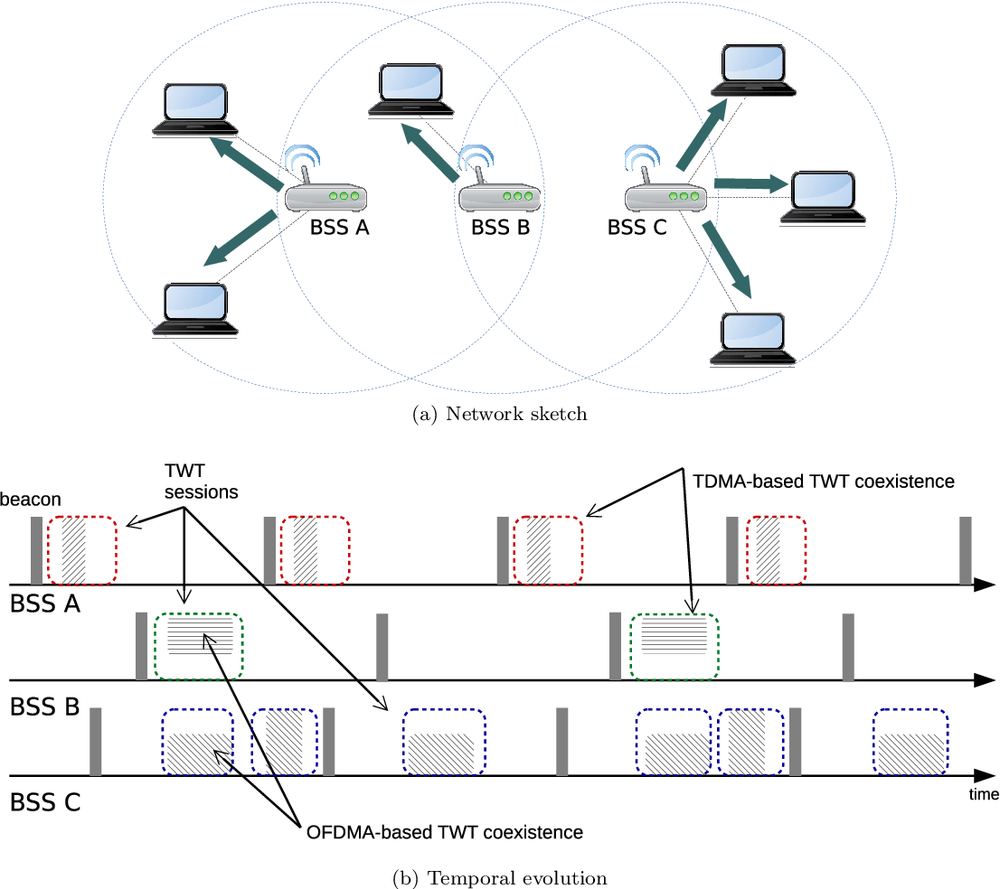 BSS A
BSS B
BSS C
(a) Network sketch
TWT
sessions
TDMA-based TWT coexistence
beacon
BSS A
BSS B
BSS C
time
OFDMA-based TWT coexistence
(b) Temporal evolution